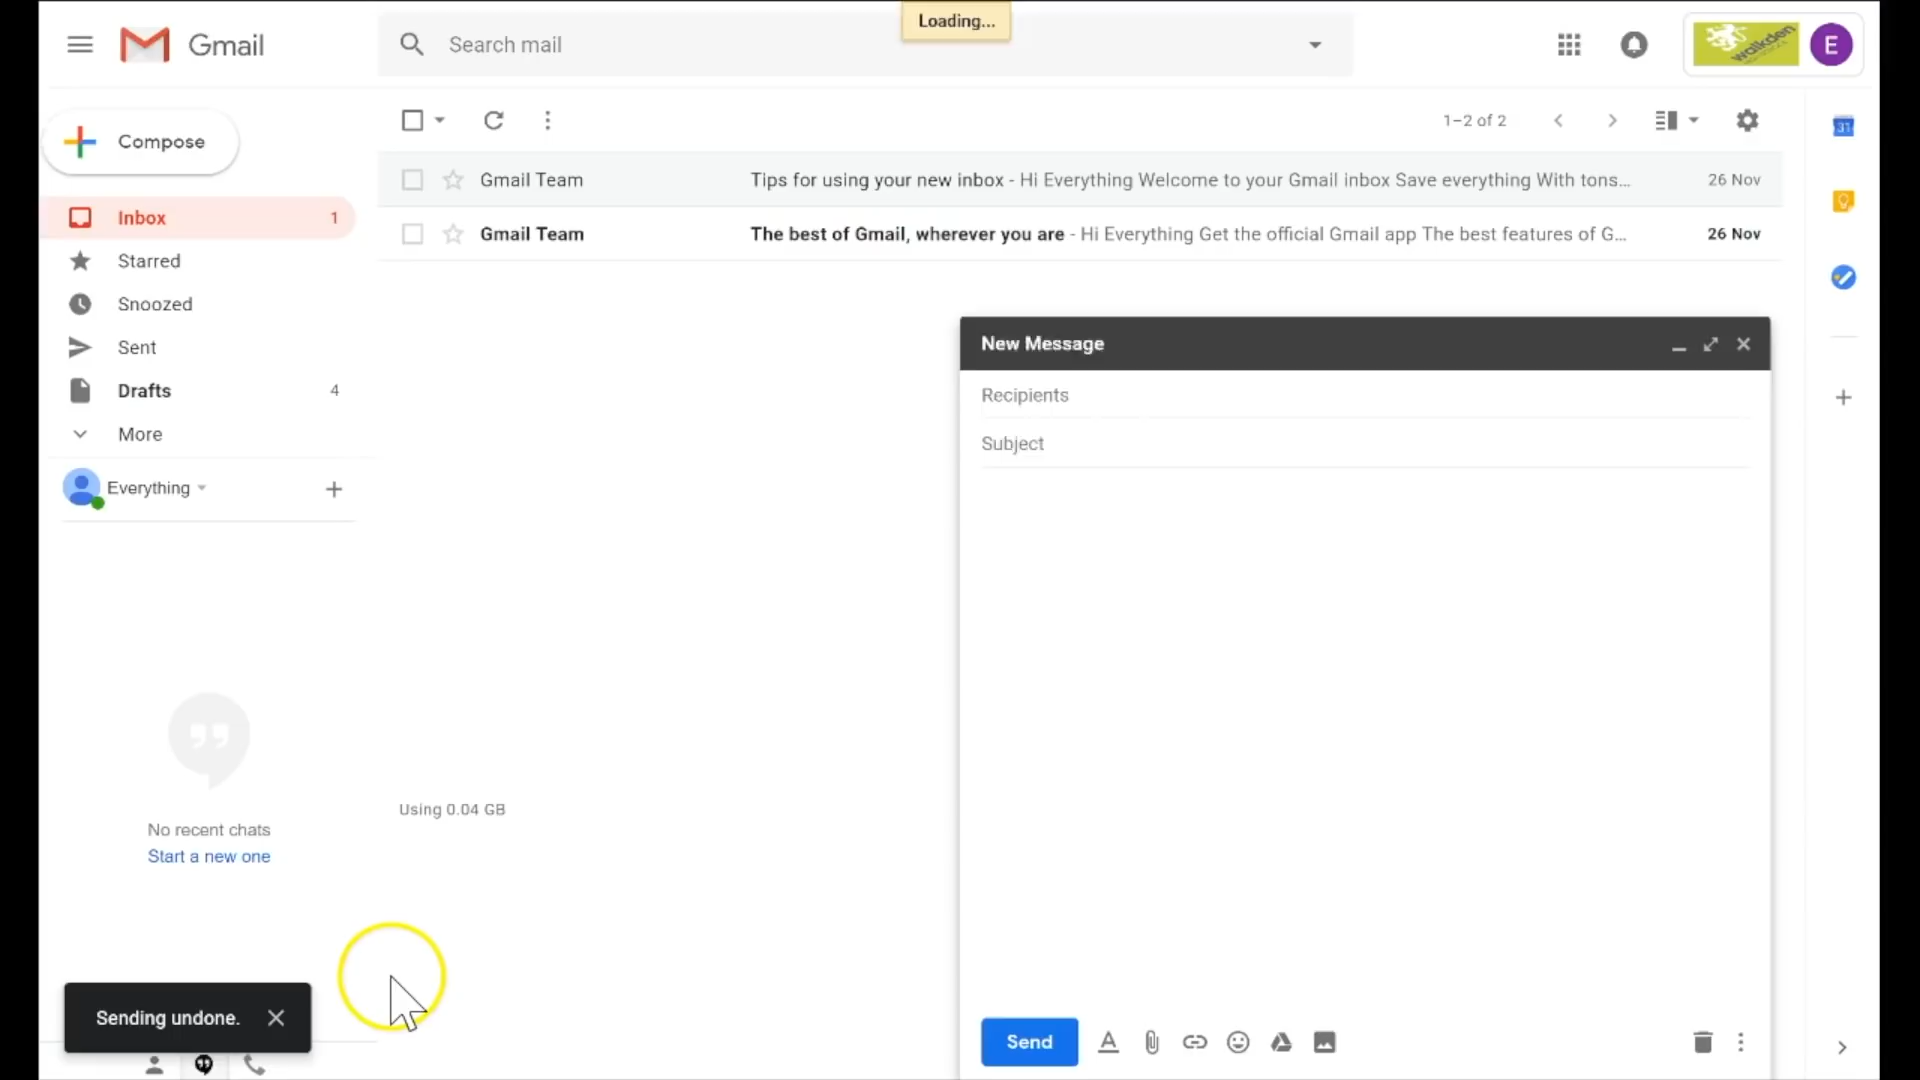 Loading...
Gmail
Search mail
walkden
E
Compose
1–2 of 2
31
Gmail Team
Tips for using your new inbox - Hi Everything Welcome to your Gmail inbox Save everything With tons...
26 Nov
Inbox
1
Gmail Team
The best of Gmail, wherever you are - Hi Everything Get the official Gmail app The best features of G...
26 Nov
Starred
Snoozed
Sent
Drafts
4
More
Everything
New Message
Recipients
Subject
Using 0.04 GB
No recent chats
Start a new one
Sending undone.
Send